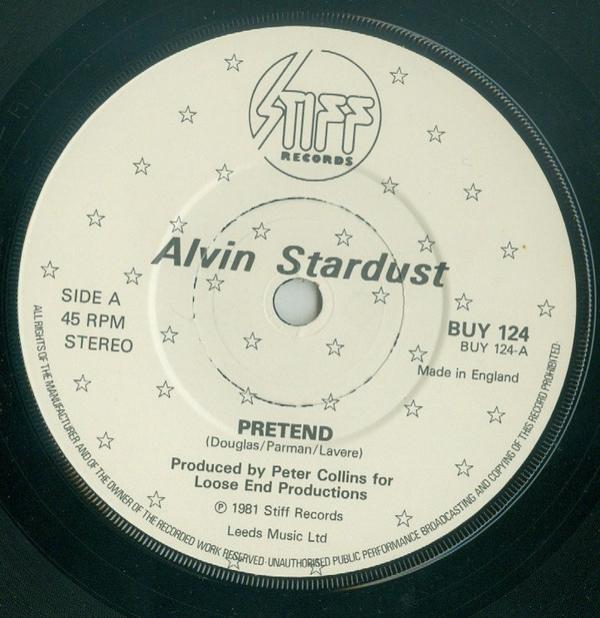 STIFF
RECORDS
Alvin Stardust
SIDE A
45 RPM
STEREO
BUY 124
BUY 124-A
Made in England
PRETEND
(Douglas/Parman/Lavere)
Produced by Peter Collins for
Loose End Productions
℗ 1981 Stiff Records
Leeds Music Ltd
ALL RIGHTS OF THE MANUFACTURER AND OF THE OWNER OF THE RECORDED WORK RESERVED·UNAUTHORISED PUBLIC PERFORMANCE BROADCASTING AND COPYING OF THIS RECORD PROHIBITED·